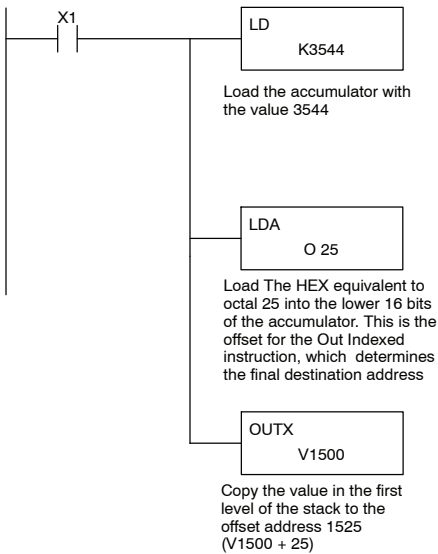 X1
LD
K3544
Load the accumulator with
the value 3544
LDA
O 25
Load The HEX equivalent to
octal 25 into the lower 16 bits
of the accumulator. This is the
offset for the Out Indexed
instruction, which determines
the final destination address
OUTX
V1500
Copy the value in the first
level of the stack to the
offset address 1525
(V1500 + 25)